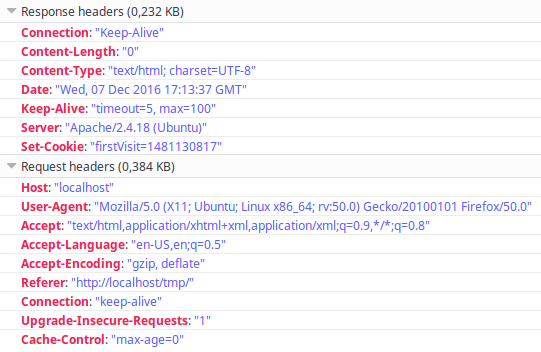 Response headers (0,232 KB)
Connection: "Keep-Alive"
Content-Length: "0"
Content-Type: "text/html; charset=UTF-8"
Date: "Wed, 07 Dec 2016 17:13:37 GMT"
Keep-Alive: "timeout=5, max=100"
Server: "Apache/2.4.18 (Ubuntu)"
Set-Cookie: "firstVisit=1481130817"
Request headers (0,384 KB)
Host: "localhost"
User-Agent: "Mozilla/5.0 (X11; Ubuntu; Linux x86_64; rv:50.0) Gecko/20100101 Firefox/50.0"
Accept: "text/html,application/xhtml+xml,application/xml;q=0.9,*/*;q=0.8"
Accept-Language: "en-US,en;q=0.5"
Accept-Encoding: "gzip, deflate"
Referer: "http://localhost/tmp/"
Connection: "keep-alive"
Upgrade-Insecure-Requests: "1"
Cache-Control: "max-age=0"